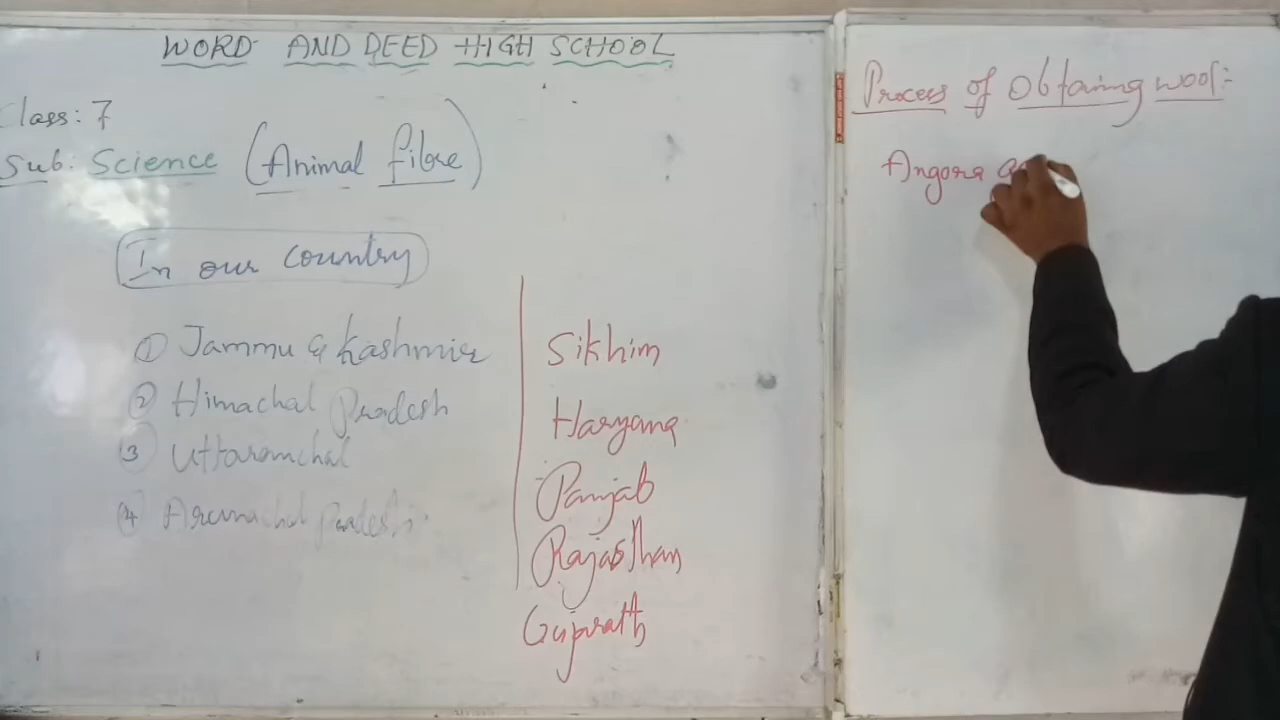 WORD AND DEED HIGH SCHOOL
Class: 7
Sub: Science (Animal fibre)
In our country
① Jammu & Kashmir
② Himachal Pradesh
③ Uttaranchal
④ Arunachal Pradesh
Sikhim
Haryana
Panjab
Rajasthan
Gujrath
Process of Obtaining wool:-
Angora